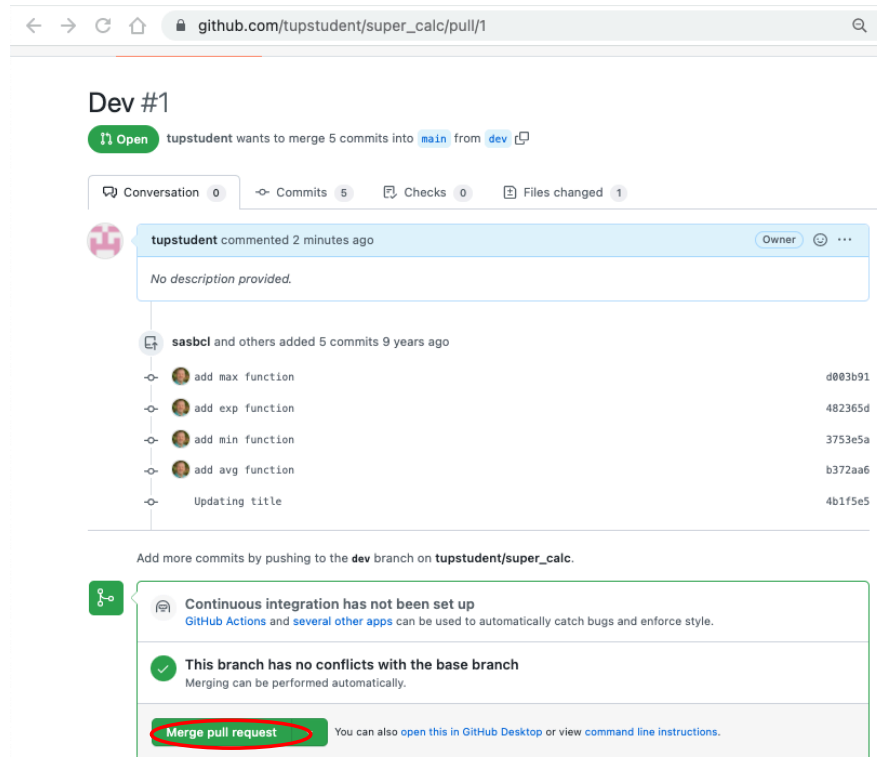 github.com/tupstudent/super_calc/pull/1
Dev #1
Open tupstudent wants to merge 5 commits into main from dev
Conversation 0 Commits 5 Checks 0 Files changed 1
tupstudent commented 2 minutes ago Owner ...
No description provided.
sasbcl and others added 5 commits 9 years ago
add max function d003b91
add exp function 482365d
add min function 3753e5a
add avg function b372aa6
Updating title 4b1f5e5
Add more commits by pushing to the dev branch on tupstudent/super_calc.
Continuous integration has not been set up
GitHub Actions and several other apps can be used to automatically catch bugs and enforce style.
This branch has no conflicts with the base branch
Merging can be performed automatically.
Merge pull request You can also open this in GitHub Desktop or view command line instructions.